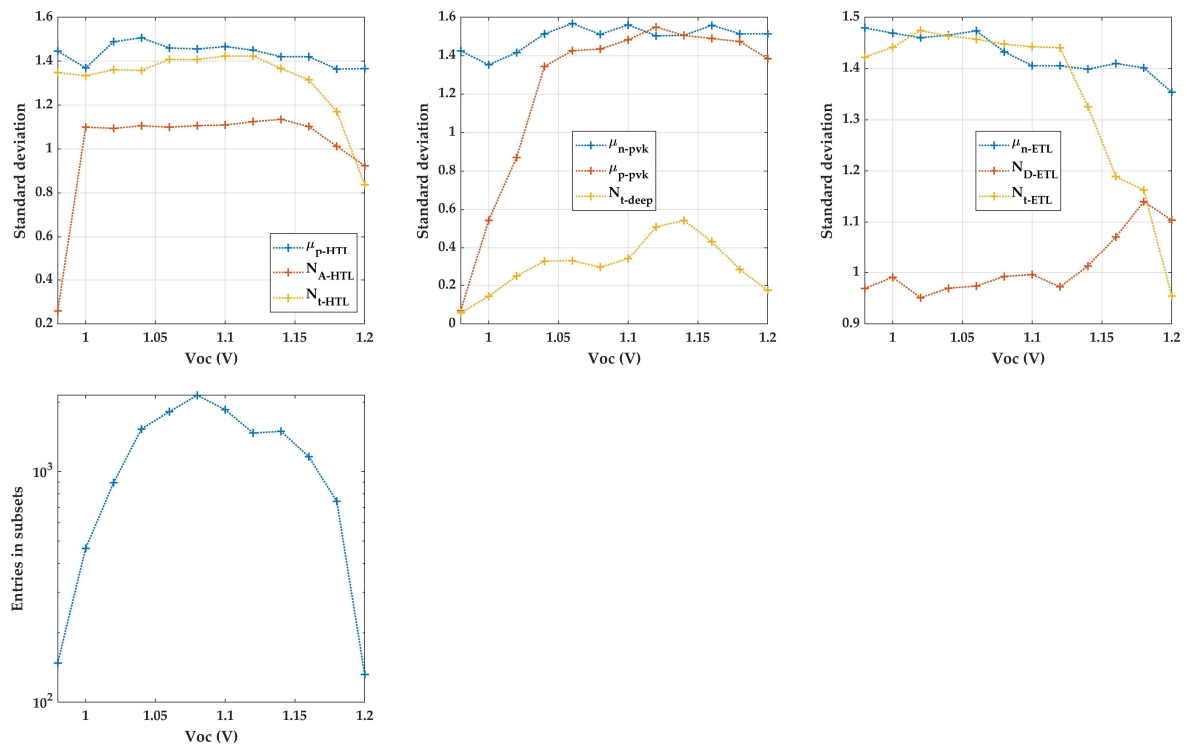 1.6
1.4
1.2
1
0.8
0.6
0.4
0.2
Standard deviation
μp-HTL
NA-HTL
Nt-HTL
1
1.05
1.1
1.15
1.2
Voc (V)
1.6
1.4
1.2
1
0.8
0.6
0.4
0.2
0
Standard deviation
μn-pvk
μp-pvk
Nt-deep
1
1.05
1.1
1.15
1.2
Voc (V)
1.5
1.4
1.3
1.2
1.1
1
0.9
Standard deviation
μn-ETL
ND-ETL
Nt-ETL
1
1.05
1.1
1.15
1.2
Voc (V)
10³
10²
Entries in subsets
1
1.05
1.1
1.15
1.2
Voc (V)